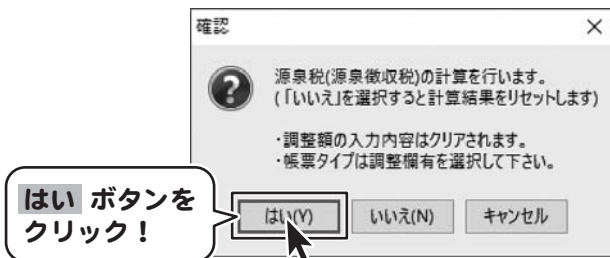 確認
源泉税(源泉徴収税)の計算を行います。
(「いいえ」を選択すると計算結果をリセットします)
・調整額の入力内容はクリアされます。
・帳票タイプは調整欄有を選択して下さい。
はい ボタンを
クリック!
はい(Y) いいえ(N) キャンセル